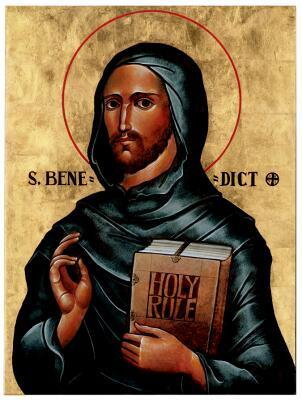 S. BENE=
=DICT ⊕
HOLY
RULE